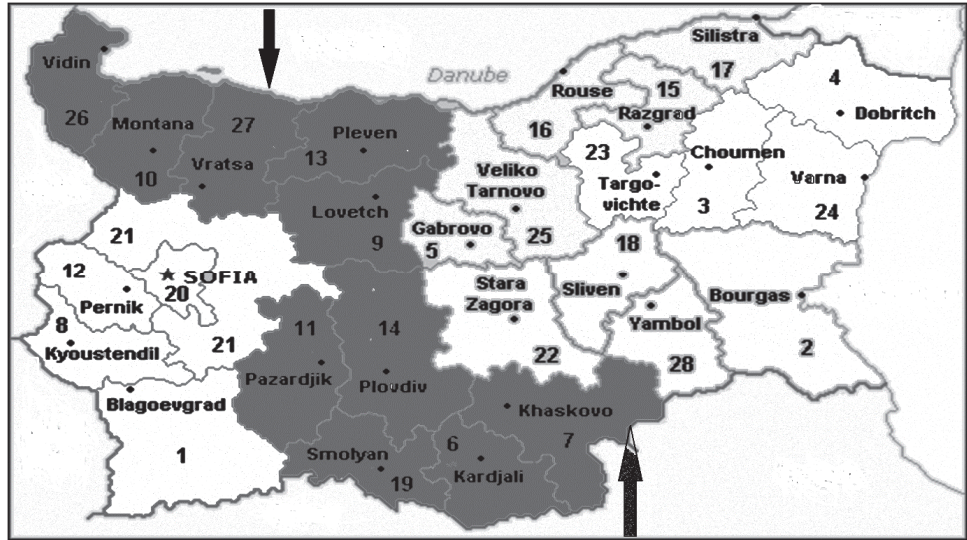 Silistra
Danube
17
4
Vidin
Rouse
15
26
Montana
27
Pleven
16
Razgrad
Dobritch
13
23
Choumen
Vratsa
Veliko
Tarnovo
10
Targo-
vichte
Varna
Lovetch
3
24
21
9
Gabrovo
5
25
18
12
SOFIA
20
Pernik
Stara
Zagora
Sliven
Bourgas
8
11
14
Yambol
Kyoustendil
21
22
28
2
Pazardjik
Plovdiv
Blagoevgrad
Khaskovo
1
Smolyan
6
7
19
Kardjali